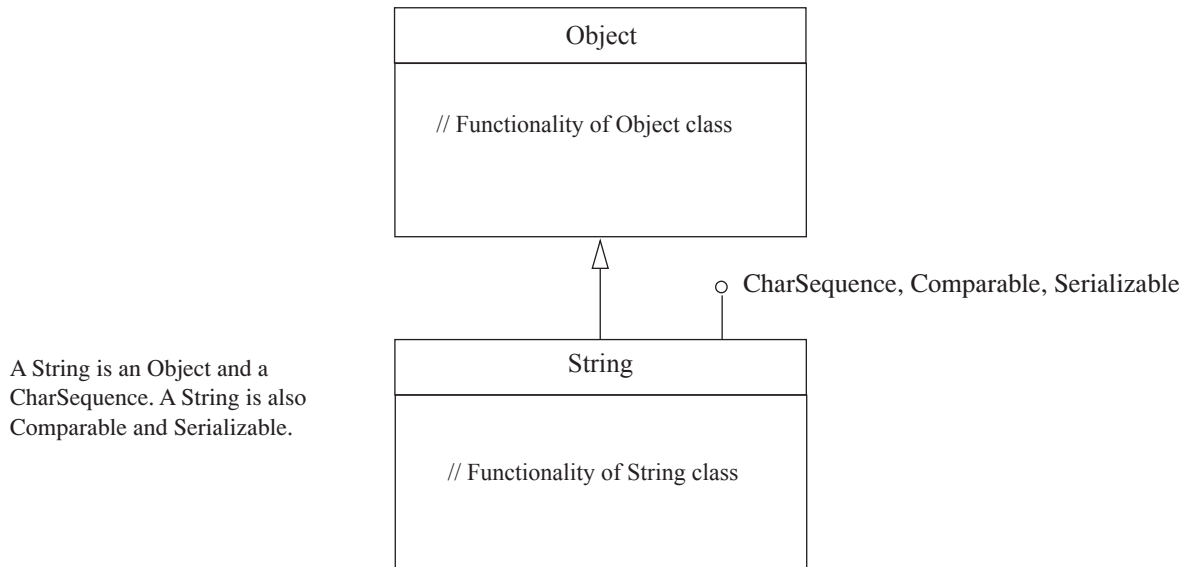 Object
// Functionality of Object class
CharSequence, Comparable, Serializable
A String is an Object and a
CharSequence. A String is also
Comparable and Serializable.
String
// Functionality of String class